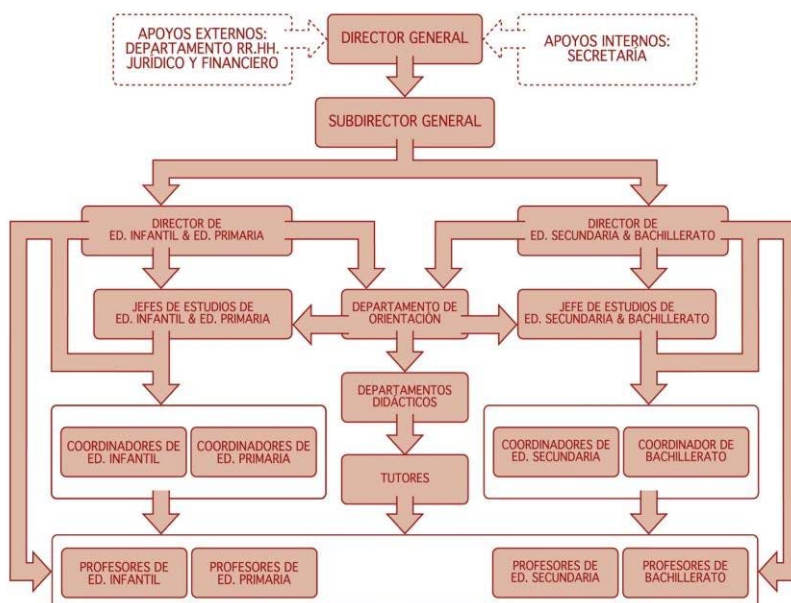 APOYOS EXTERNOS:
DEPARTAMENTO RR.HH.
JURÍDICO Y FINANCIERO
DIRECTOR GENERAL
APOYOS INTERNOS:
SECRETARÍA
SUBDIRECTOR GENERAL
DIRECTOR DE
ED. INFANTIL & ED. PRIMARIA
DIRECTOR DE
ED. SECUNDARIA & BACHILLERATO
JEFES DE ESTUDIOS DE
ED. INFANTIL & ED. PRIMARIA
DEPARTAMENTO DE
ORIENTACIÓN
JEFE DE ESTUDIOS DE
ED. SECUNDARIA & BACHILLERATO
DEPARTAMENTOS
DIDÁCTICOS
COORDINADORES DE
ED. INFANTIL
COORDINADORES DE
ED. PRIMARIA
TUTORES
COORDINADORES DE
ED. SECUNDARIA
COORDINADOR DE
BACHILLERATO
PROFESORES DE
ED. INFANTIL
PROFESORES DE
ED. PRIMARIA
PROFESORES DE
ED. SECUNDARIA
PROFESORES DE
BACHILLERATO